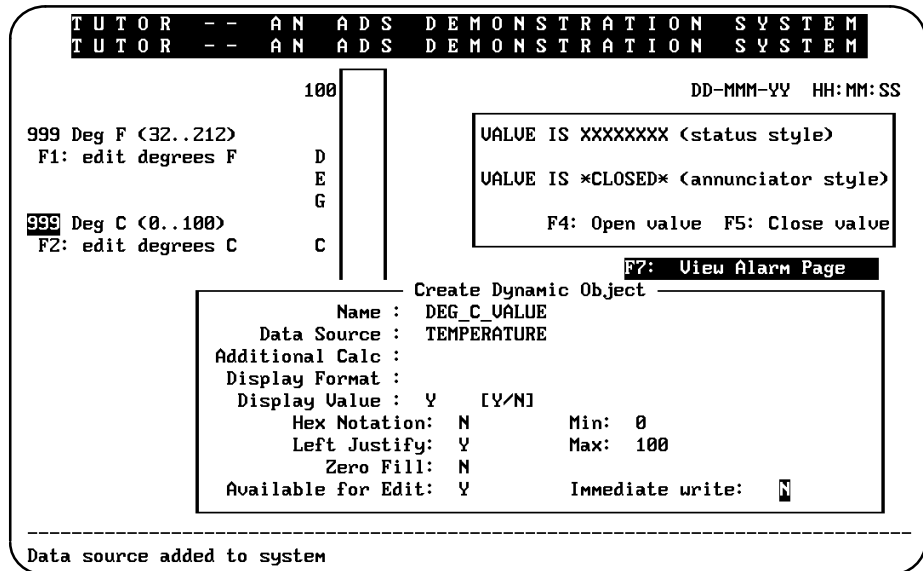 T U T O R -- A N A D S D E M O N S T R A T I O N S Y S T E M
T U T O R -- A N A D S D E M O N S T R A T I O N S Y S T E M
100
DD-MMM-YY HH:MM:SS
999 Deg F (32..212)
F1: edit degrees F
D
E
G
C
VALUE IS XXXXXXXX (status style)
VALUE IS *CLOSED* (annunciator style)
F4: Open value F5: Close value
999 Deg C (0..100)
F2: edit degrees C
F7: View Alarm Page
Create Dynamic Object
Name : DEG_C_VALUE
Data Source : TEMPERATURE
Additional Calc :
Display Format :
Display Value : Y [Y/N]
Hex Notation: N Min: 0
Left Justify: Y Max: 100
Zero Fill: N
Available for Edit: Y Immediate write: N
Data source added to system